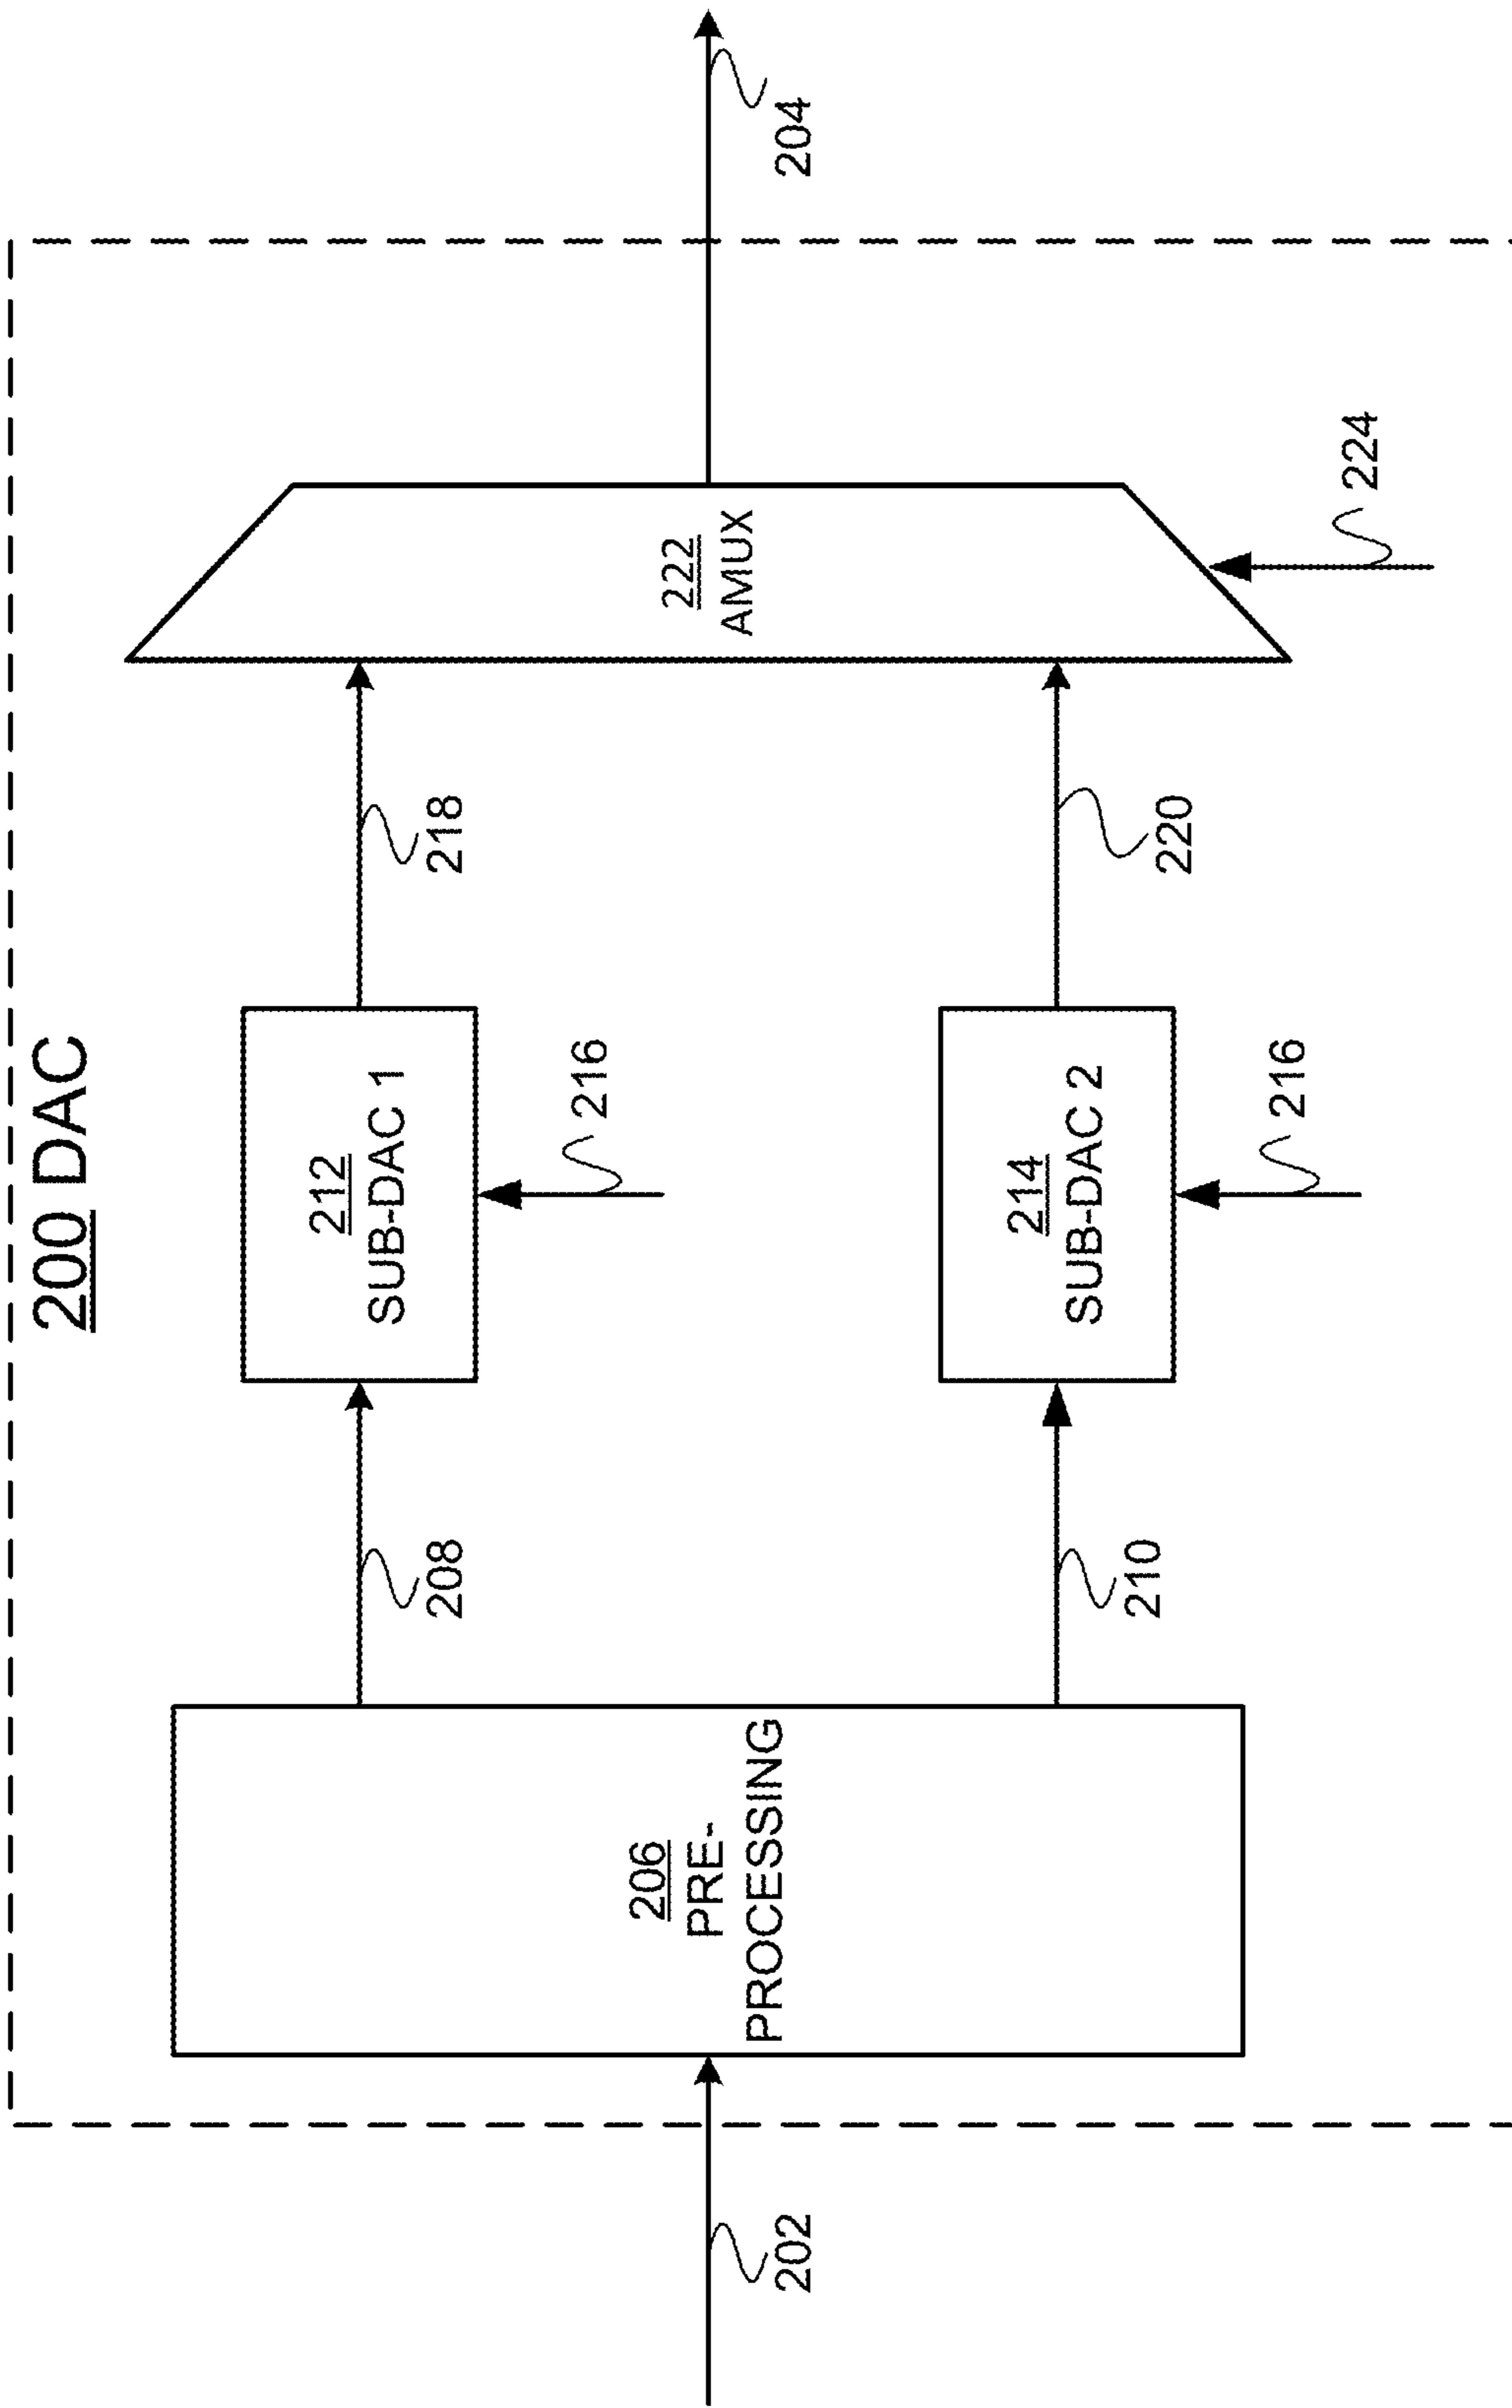 200 DAC
202
206
PRE-
PROCESSING
208
210
212
SUB-DAC 1
216
214
SUB-DAC 2
216
218
220
222
AMUX
224
204